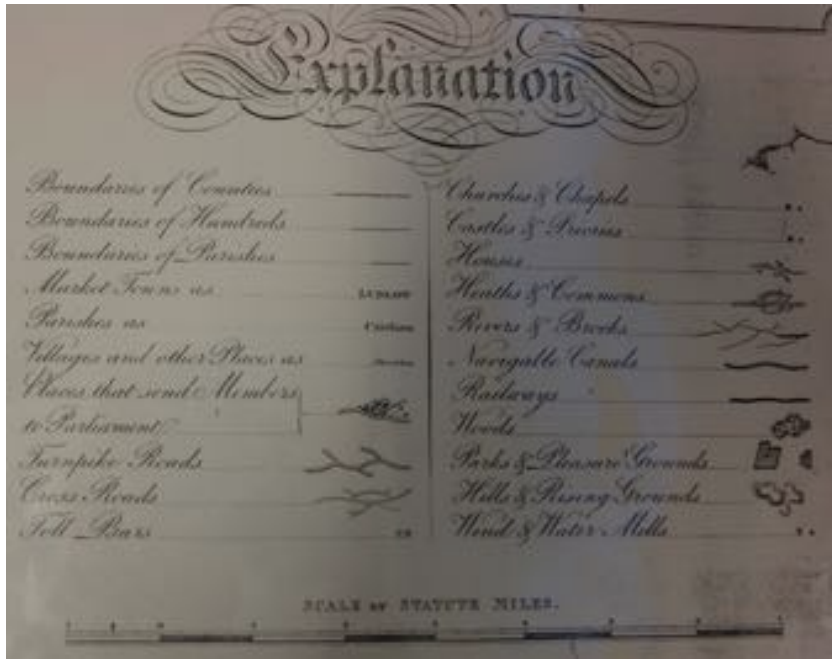 Explanation
Boundaries of Counties
Boundaries of Hundreds
Boundaries of Parishes
Market Towns as LUDLOW
Parishes as
Villages and other Places as
Places that send Members
to Parliament
Turnpike Roads
Cross Roads
Toll Bars
Churches & Chapels
Castles & Priories
Houses
Heaths & Commons
Rivers & Brooks
Navigable Canals
Railways
Woods
Parks & Pleasure Grounds
Hills & Rising Grounds
Wind & Water Mills
SCALE OF STATUTE MILES.